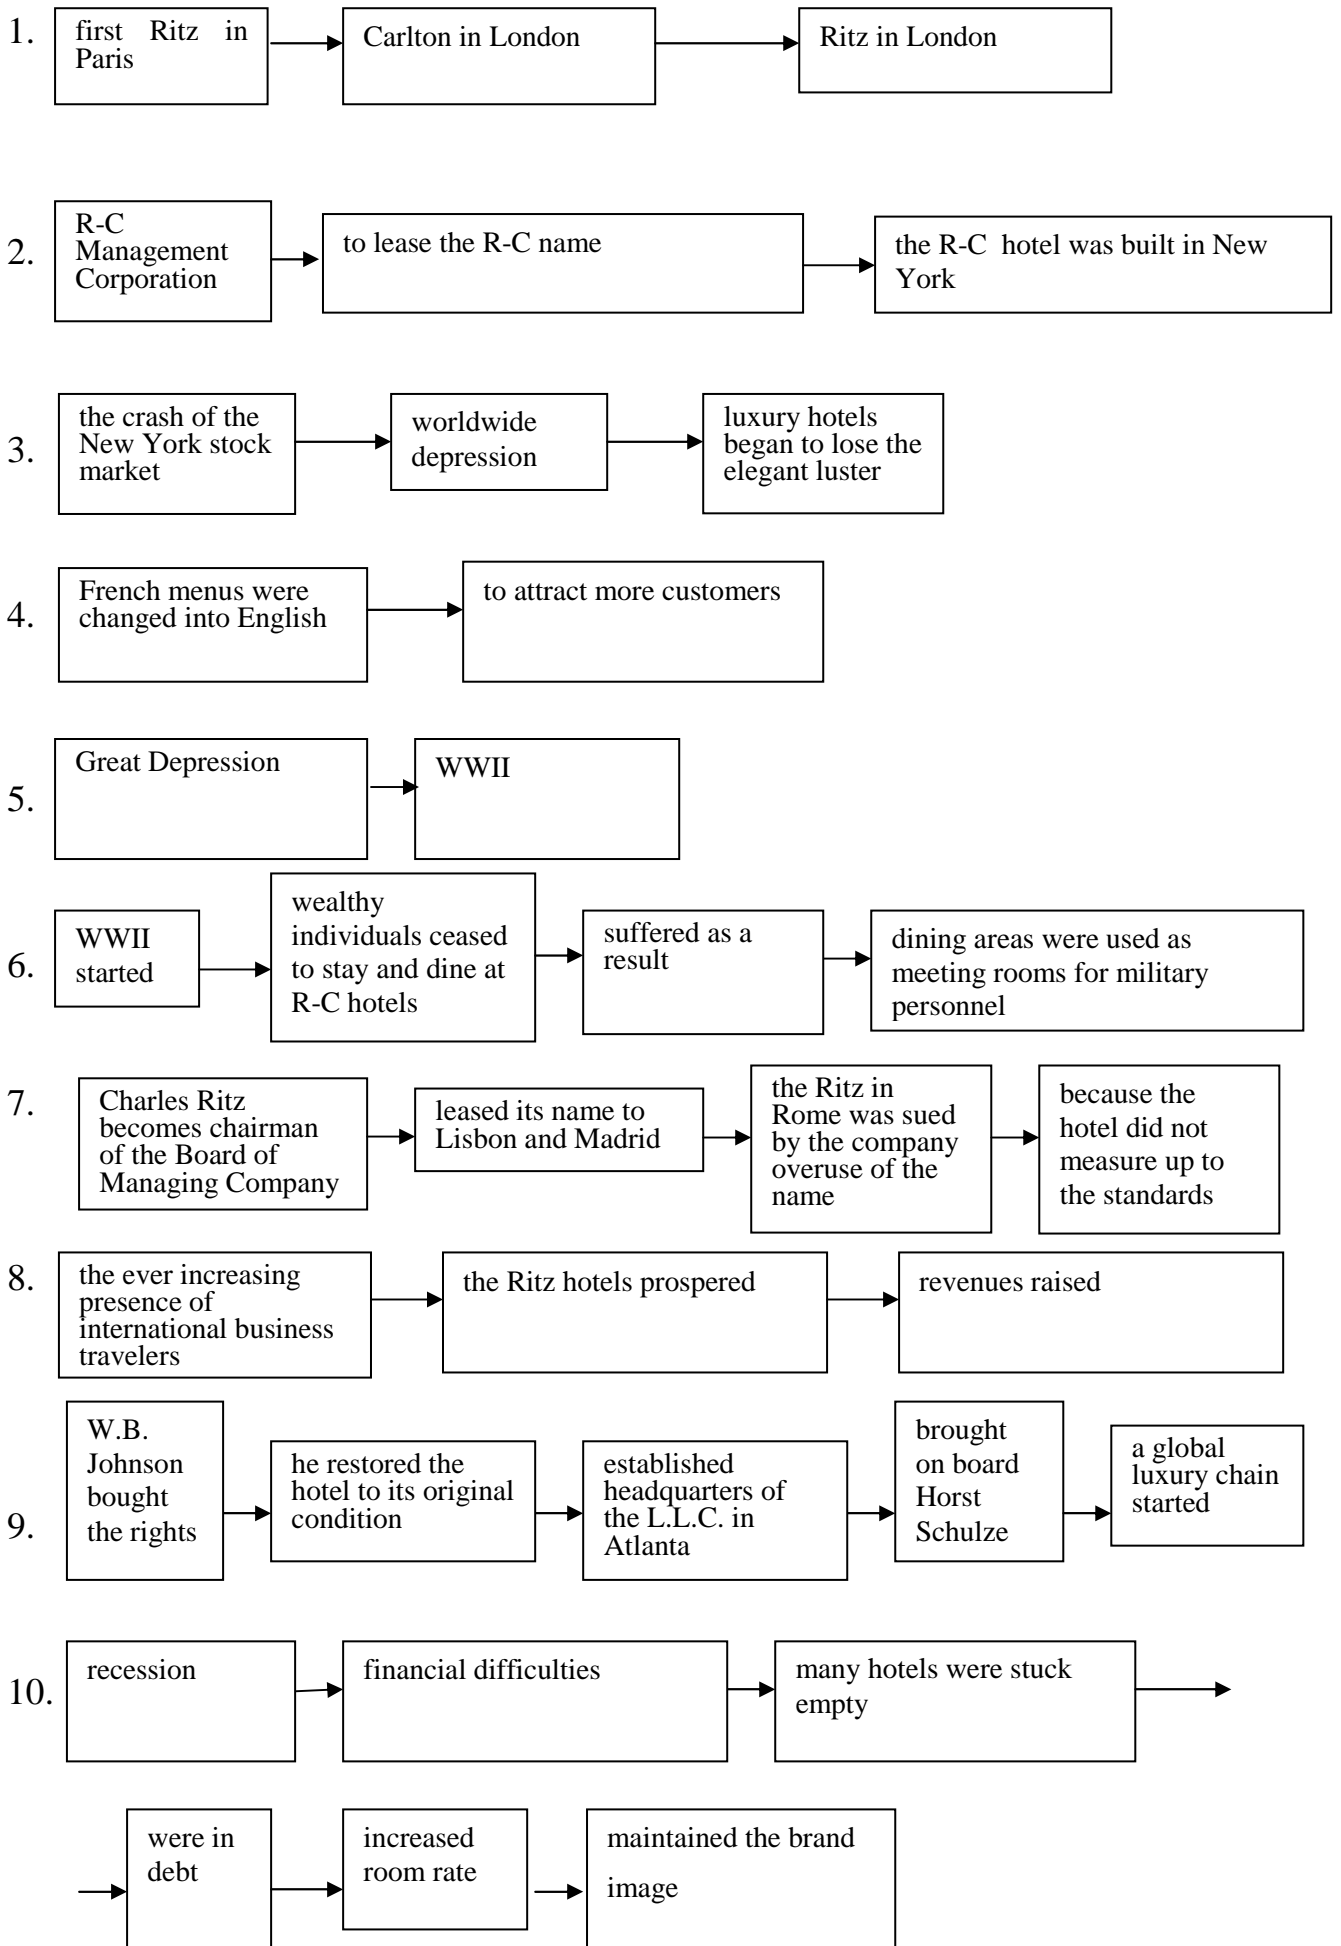 1.
first Ritz in
Paris
Carlton in London
Ritz in London
2.
R-C
Management
Corporation
to lease the R-C name
the R-C hotel was built in New
York
3.
the crash of the
New York stock
market
worldwide
depression
luxury hotels
began to lose the
elegant luster
4.
French menus were
changed into English
to attract more customers
5.
Great Depression
WWII
6.
WWII
started
wealthy
individuals ceased
to stay and dine at
R-C hotels
suffered as a
result
dining areas were used as
meeting rooms for military
personnel
7.
Charles Ritz
becomes chairman
of the Board of
Managing Company
leased its name to
Lisbon and Madrid
the Ritz in
Rome was sued
by the company
overuse of the
name
because the
hotel did not
measure up to
the standards
8.
the ever increasing
presence of
international business
travelers
the Ritz hotels prospered
revenues raised
9.
W.B.
Johnson
bought
the rights
he restored the
hotel to its original
condition
established
headquarters of
the L.L.C. in
Atlanta
brought
on board
Horst
Schulze
a global
luxury chain
started
10.
recession
financial difficulties
many hotels were stuck
empty
were in
debt
increased
room rate
maintained the brand
image